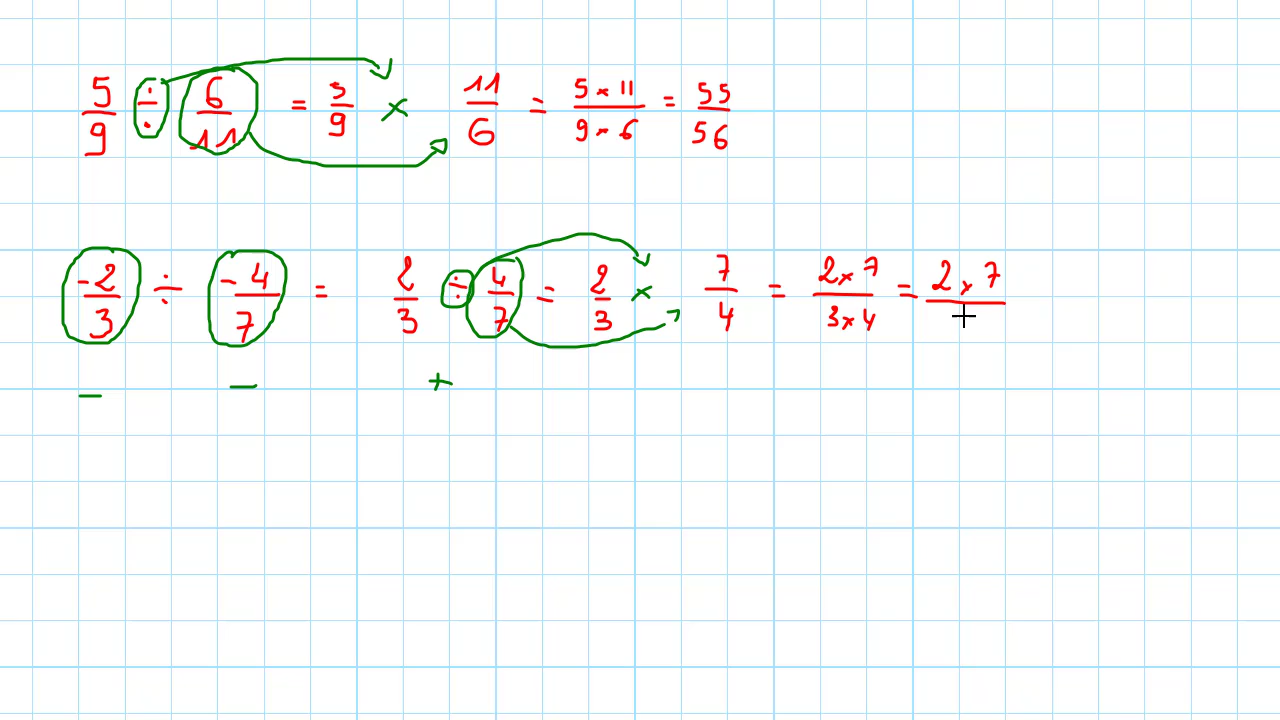 5/9 ÷ 6/11 = 5/9 × 11/6 = 5×11/9×6 = 55/56
-2/3 ÷ -4/7 = 2/3 ÷ 4/7 = 2/3 × 7/4 = 2×7/3×4 = 2×7/
− − +